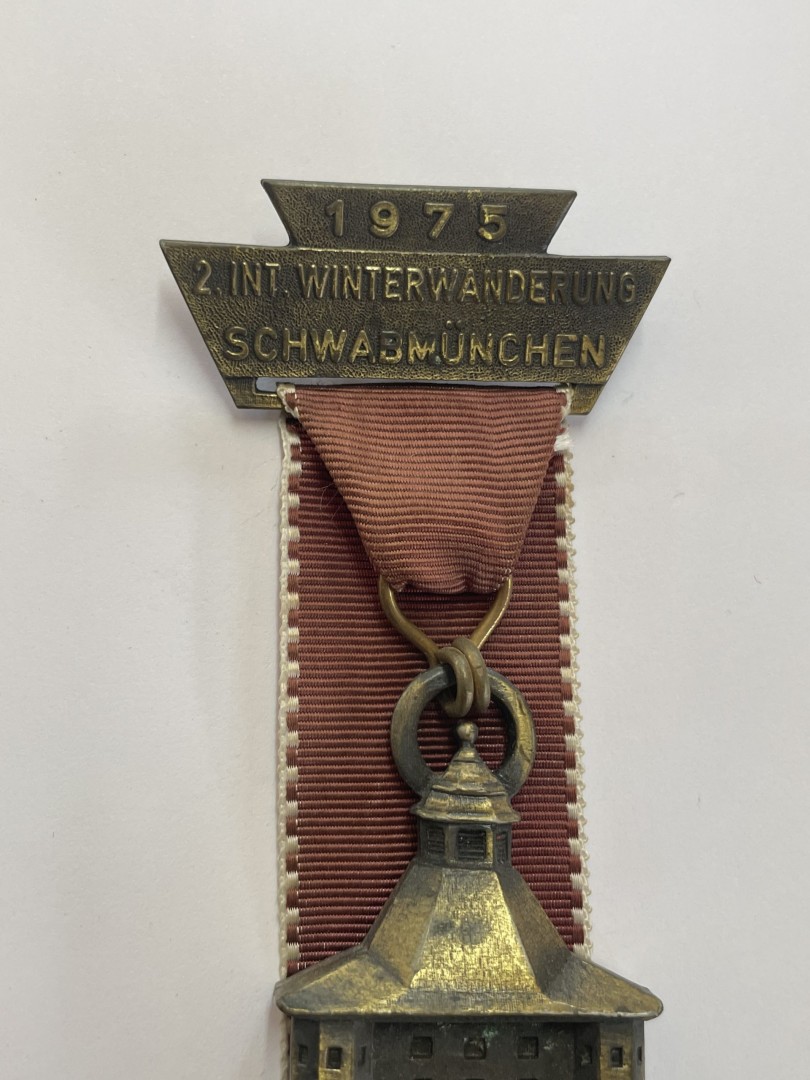 1975
2. INT. WINTERWANDERUNG
SCHWABMÜNCHEN